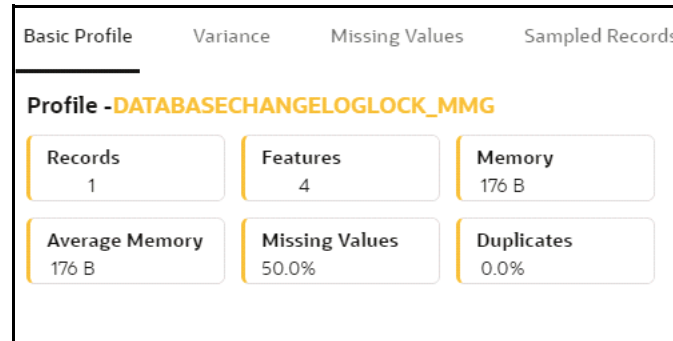 Basic Profile Variance Missing Values Sampled Records
Profile -DATABASECHANGELOGLOCK_MMG
Records Features Memory
1 4 176 B
Average Memory Missing Values Duplicates
176 B 50.0% 0.0%